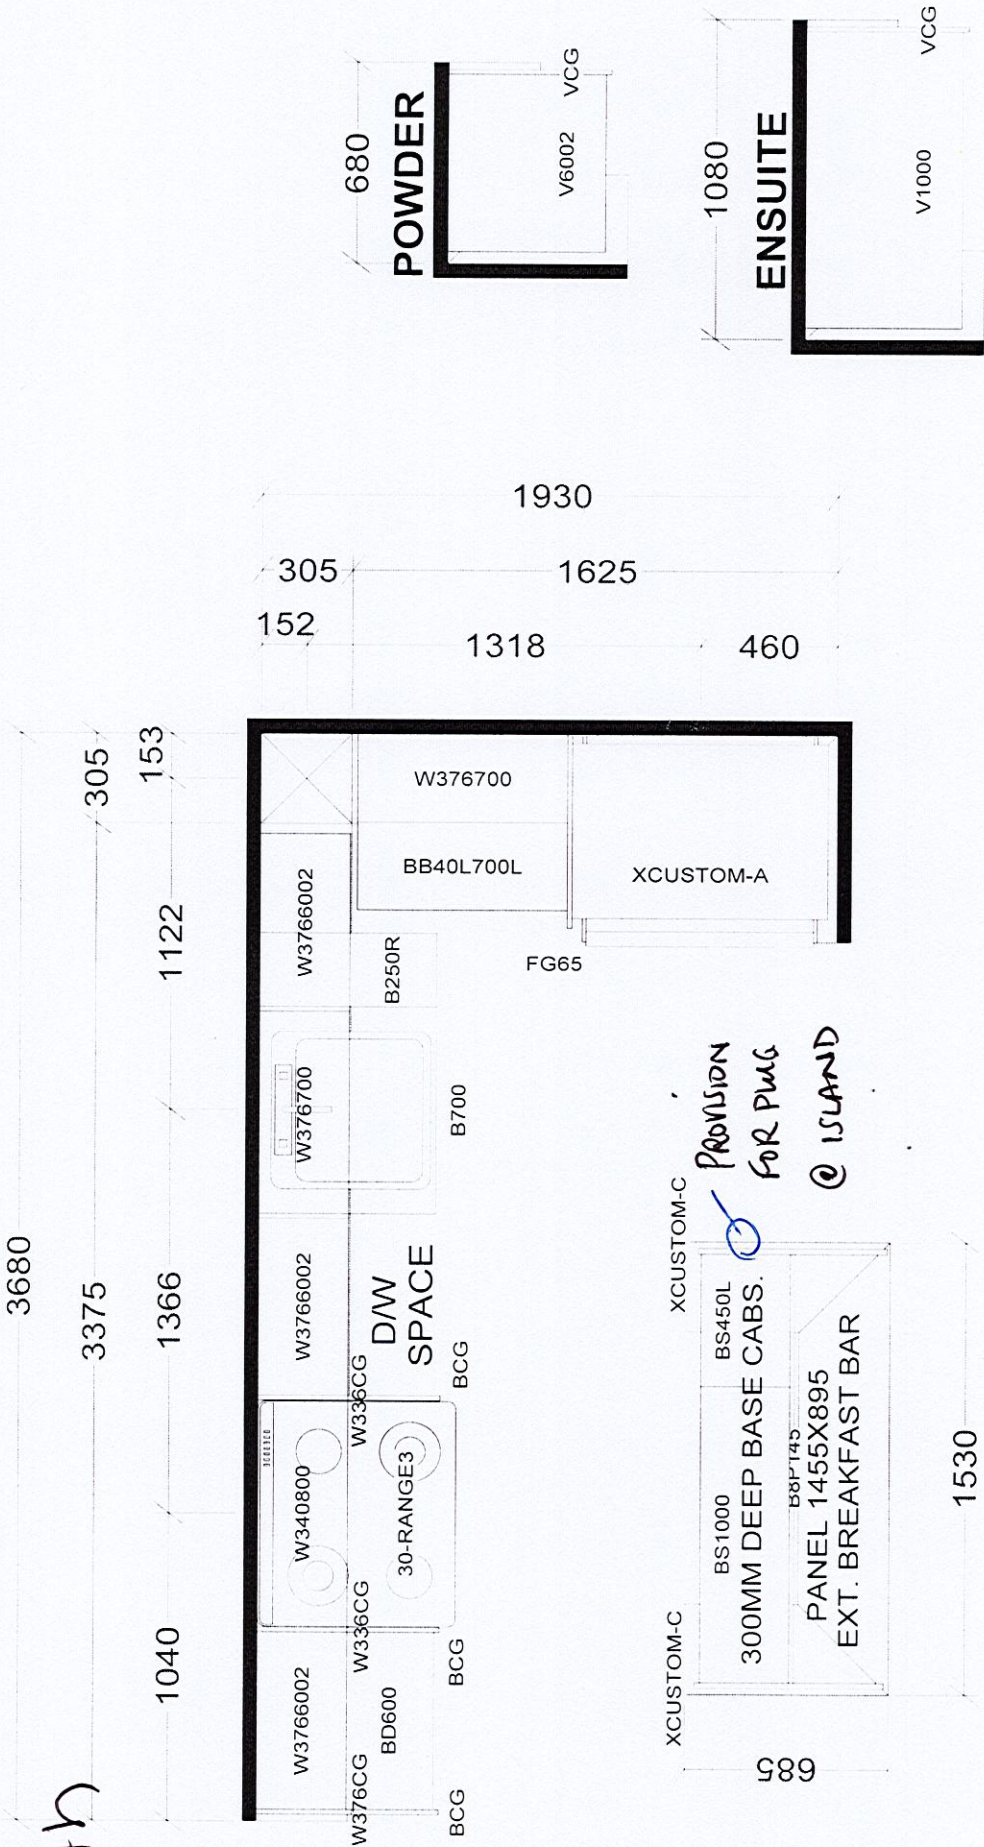 680
POWDER
V6002
VCG
1080
ENSUITE
V1000
VCG
1930
305
1625
152
1318
460
3680
3375
305
1040
1366
1122
153
W3766002
W340800
W3766002
W376700
W3766002
W376700
BB40L700L
XCUSTOM-A
FG65
W376CG
BD600
W336CG
30-RANGE3
W336CG
D/W
SPACE
B250R
BCG
BCG
BCG
B700
XCUSTOM-C
XCUSTOM-C
BS1000
BS450L
300MM DEEP BASE CABS.
PANEL 1455X895
EXT. BREAKFAST BAR
685
1530
PROVISION
FOR PLUG
@ ISLAND